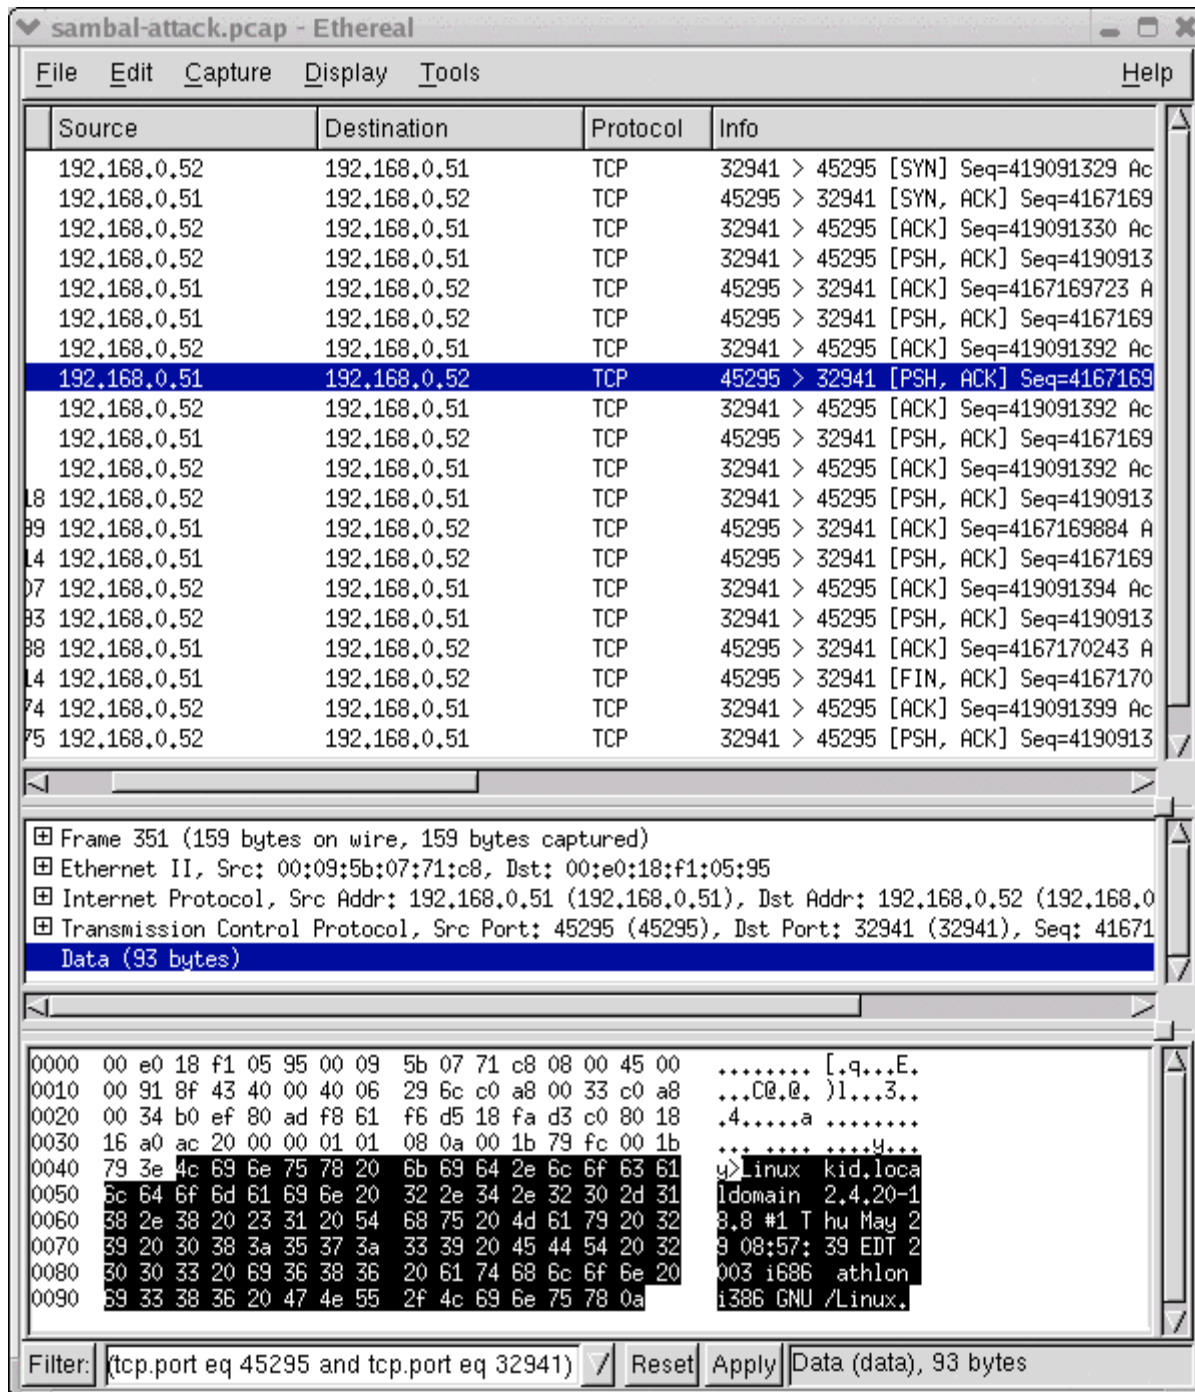 sambal-attack.pcap - Ethereal
File Edit Capture Display Tools Help
Source Destination Protocol Info
192.168.0.52 192.168.0.51 TCP 32941 > 45295 [SYN] Seq=419091329 Ac
192.168.0.51 192.168.0.52 TCP 45295 > 32941 [SYN, ACK] Seq=4167169
192.168.0.52 192.168.0.51 TCP 32941 > 45295 [ACK] Seq=419091330 Ac
192.168.0.52 192.168.0.51 TCP 32941 > 45295 [PSH, ACK] Seq=4190913
192.168.0.51 192.168.0.52 TCP 45295 > 32941 [ACK] Seq=4167169723 A
192.168.0.51 192.168.0.52 TCP 45295 > 32941 [PSH, ACK] Seq=4167169
192.168.0.52 192.168.0.51 TCP 32941 > 45295 [ACK] Seq=419091392 Ac
192.168.0.51 192.168.0.52 TCP 45295 > 32941 [PSH, ACK] Seq=4167169
192.168.0.52 192.168.0.51 TCP 32941 > 45295 [ACK] Seq=419091392 Ac
192.168.0.51 192.168.0.52 TCP 45295 > 32941 [PSH, ACK] Seq=4167169
192.168.0.52 192.168.0.51 TCP 32941 > 45295 [ACK] Seq=419091392 Ac
18 192.168.0.52 192.168.0.51 TCP 32941 > 45295 [PSH, ACK] Seq=4190913
99 192.168.0.51 192.168.0.52 TCP 45295 > 32941 [ACK] Seq=4167169884 A
14 192.168.0.51 192.168.0.52 TCP 45295 > 32941 [PSH, ACK] Seq=4167169
07 192.168.0.52 192.168.0.51 TCP 32941 > 45295 [ACK] Seq=419091394 Ac
93 192.168.0.52 192.168.0.51 TCP 32941 > 45295 [PSH, ACK] Seq=4190913
88 192.168.0.51 192.168.0.52 TCP 45295 > 32941 [ACK] Seq=4167170243 A
14 192.168.0.51 192.168.0.52 TCP 45295 > 32941 [FIN, ACK] Seq=4167170
74 192.168.0.52 192.168.0.51 TCP 32941 > 45295 [ACK] Seq=419091399 Ac
75 192.168.0.52 192.168.0.51 TCP 32941 > 45295 [PSH, ACK] Seq=4190913
Frame 351 (159 bytes on wire, 159 bytes captured)
Ethernet II, Src: 00:09:5b:07:71:c8, Dst: 00:e0:18:f1:05:95
Internet Protocol, Src Addr: 192.168.0.51 (192.168.0.51), Dst Addr: 192.168.0.52 (192.168.0
Transmission Control Protocol, Src Port: 45295 (45295), Dst Port: 32941 (32941), Seq: 41671
Data (93 bytes)
0000 00 e0 18 f1 05 95 00 09 5b 07 71 c8 08 00 45 00 ........ [.q...E.
0010 00 91 8f 43 40 00 40 06 29 6c c0 a8 00 33 c0 a8 ...C@.@. )l...3..
0020 00 34 b0 ef 80 ad f8 61 f6 d5 18 fa d3 c0 80 18 .4.....a ........
0030 16 a0 ac 20 00 00 01 01 08 0a 00 1b 79 fc 00 1b ... .... ....y...
0040 79 3e 4c 69 6e 75 78 20 6b 69 64 2e 6c 6f 63 61 y>Linux kid.loca
0050 6c 64 6f 6d 61 69 6e 20 32 2e 34 2e 32 30 2d 31 ldomain 2.4.20-1
0060 38 2e 38 20 23 31 20 54 68 75 20 4d 61 79 20 32 8.8 #1 T hu May 2
0070 39 20 30 38 3a 35 37 3a 33 39 20 45 44 54 20 32 9 08:57: 39 EDT 2
0080 30 30 33 20 69 36 38 36 20 61 74 68 6c 6f 6e 20 003 i686 athlon
0090 69 33 38 36 20 47 4e 55 2f 4c 69 6e 75 78 0a i386 GNU /Linux.
Filter: (tcp.port eq 45295 and tcp.port eq 32941) Reset Apply Data (data), 93 bytes